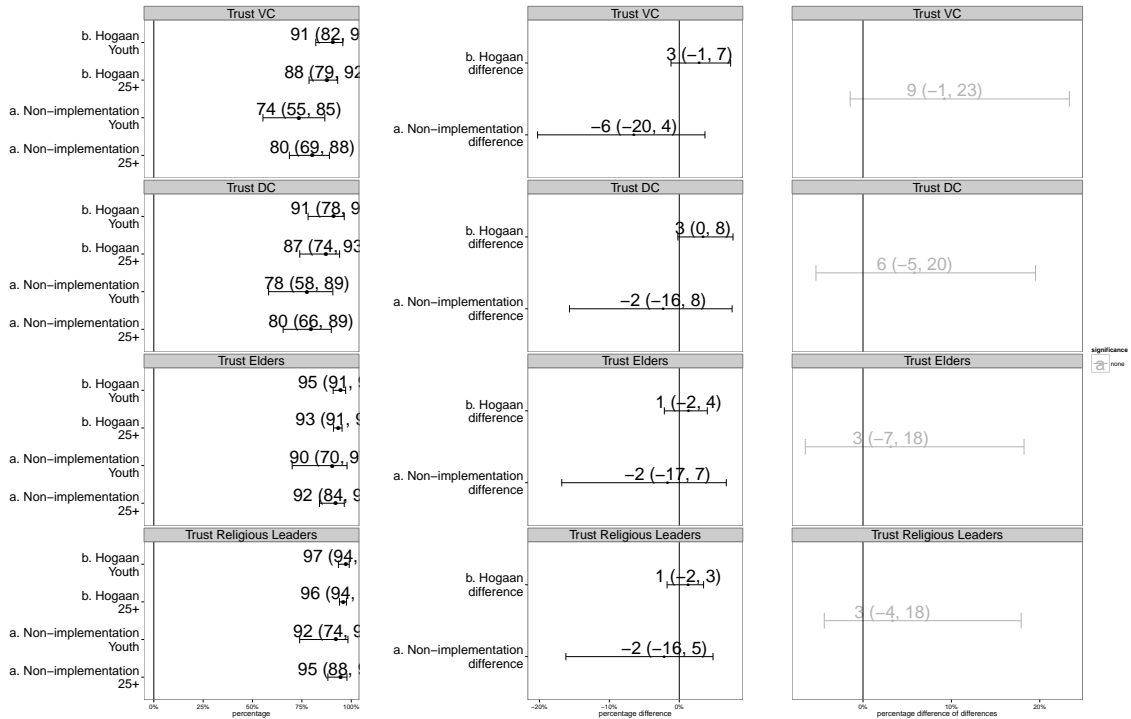 Trust VC
b. Hogaan
Youth
91 (82, 9
b. Hogaan
25+
88 (79, 92
a. Non−implementation
Youth
74 (55, 85)
a. Non−implementation
25+
80 (69, 88)
Trust DC
b. Hogaan
Youth
91 (78, 9
b. Hogaan
25+
87 (74, 93
a. Non−implementation
Youth
78 (58, 89)
a. Non−implementation
25+
80 (66, 89)
Trust Elders
b. Hogaan
Youth
95 (91, 9
b. Hogaan
25+
93 (91, 9
a. Non−implementation
Youth
90 (70, 9
a. Non−implementation
25+
92 (84, 9
Trust Religious Leaders
b. Hogaan
Youth
97 (94,
b. Hogaan
25+
96 (94,
a. Non−implementation
Youth
92 (74, 9
a. Non−implementation
25+
95 (88, 9
0% 25% 50% 75% 100%
percentage
Trust VC
b. Hogaan
difference
3 (−1, 7)
a. Non−implementation
difference
−6 (−20, 4)
Trust DC
b. Hogaan
difference
3 (0, 8)
a. Non−implementation
difference
−2 (−16, 8)
Trust Elders
b. Hogaan
difference
1 (−2, 4)
a. Non−implementation
difference
−2 (−17, 7)
Trust Religious Leaders
b. Hogaan
difference
1 (−2, 3)
a. Non−implementation
difference
−2 (−16, 5)
−20% −10% 0%
percentage difference
Trust VC
9 (−1, 23)
Trust DC
6 (−5, 20)
Trust Elders
3 (−7, 18)
Trust Religious Leaders
3 (−4, 18)
0% 10% 20%
percentage difference of differences
significance
a none